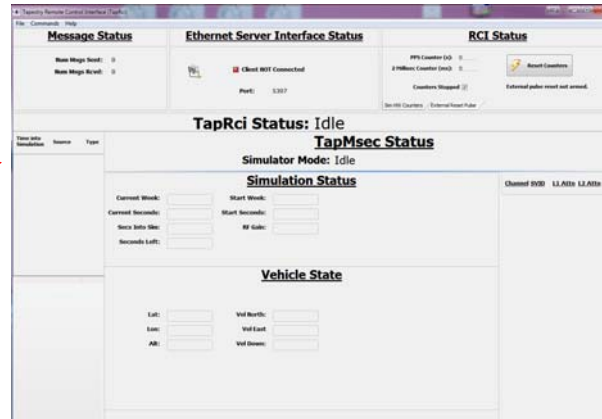 Tapestry Remote Control Interface (TapRci)
File Commands Help
Message Status
Num Msgs Sent: 0
Num Msgs Rcvd: 0
Ethernet Server Interface Status
Client NOT Connected
Port: 5307
RCI Status
PPS Counter (s): 0
2 Millisec Counter (ms): 0
Counters Stopped
Reset Counters
External pulse reset not armed.
Sim HW Counters External Reset Pulse
TapRci Status: Idle
Time into Simulation Source Type
TapMsec Status
Simulator Mode: Idle
Simulation Status
Current Week: Start Week:
Current Seconds: Start Seconds:
Secs Into Sim: RF Gain:
Seconds Left:
Channel SVID L1 Attn L2 Attn
Vehicle State
Lat: Vel North:
Lon: Vel East
Alt: Vel Down: